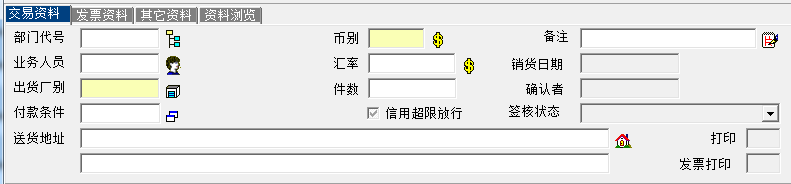 交易资料 发票资料 其它资料 资料浏览
部门代号 币别 备注
业务人员 汇率 销货日期
出货厂别 件数 确认者
付款条件 信用超限放行 签核状态
送货地址 打印
发票打印